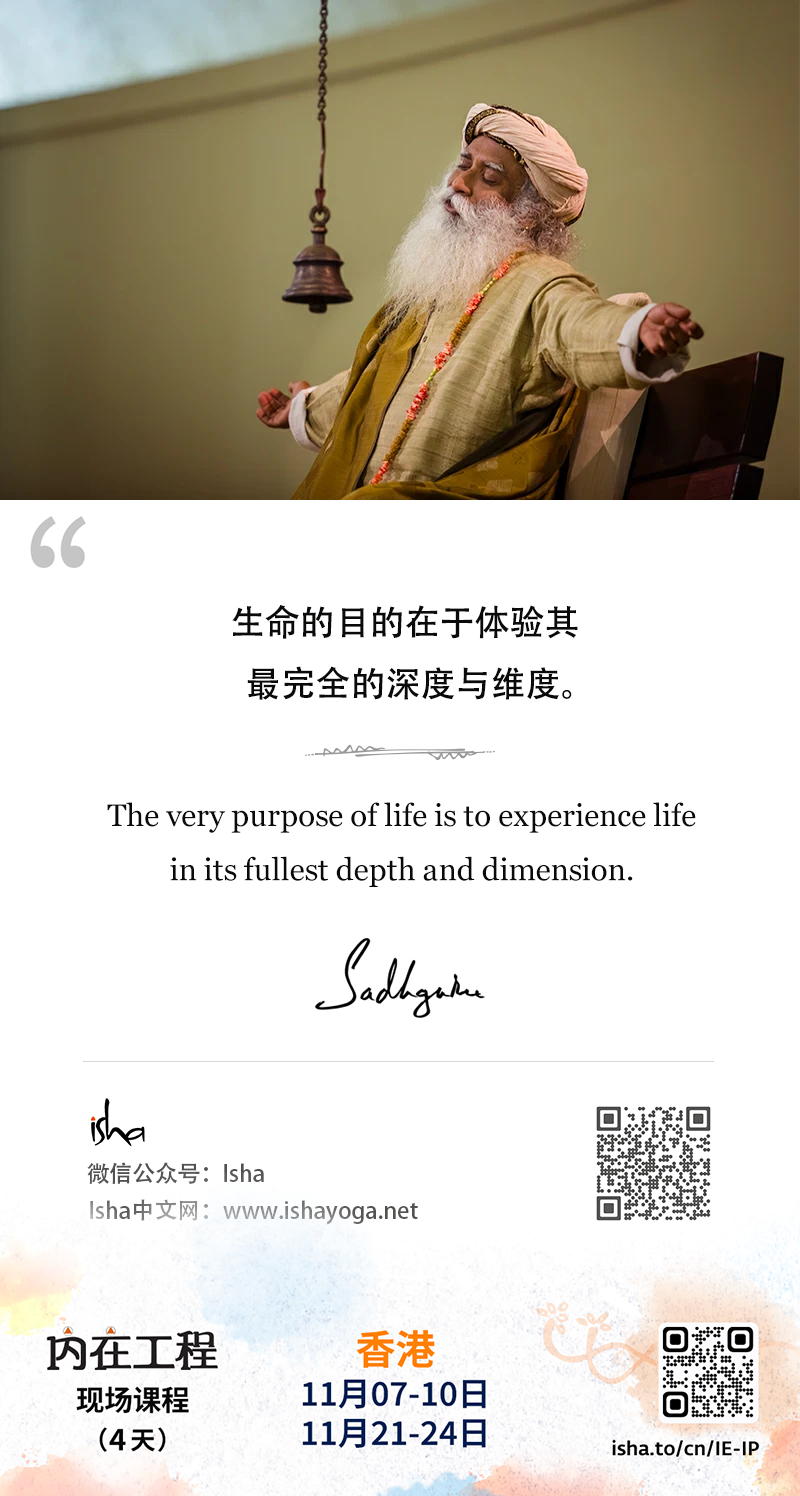 “
生命的目的在于体验其
最完全的深度与维度。
The very purpose of life is to experience life
in its fullest depth and dimension.
Sadhguru
isha
微信公众号：Isha
Isha中文网：www.ishayoga.net
内在工程
现场课程
（4 天）
香港
11月07-10日
11月21-24日
isha.to/cn/IE-IP